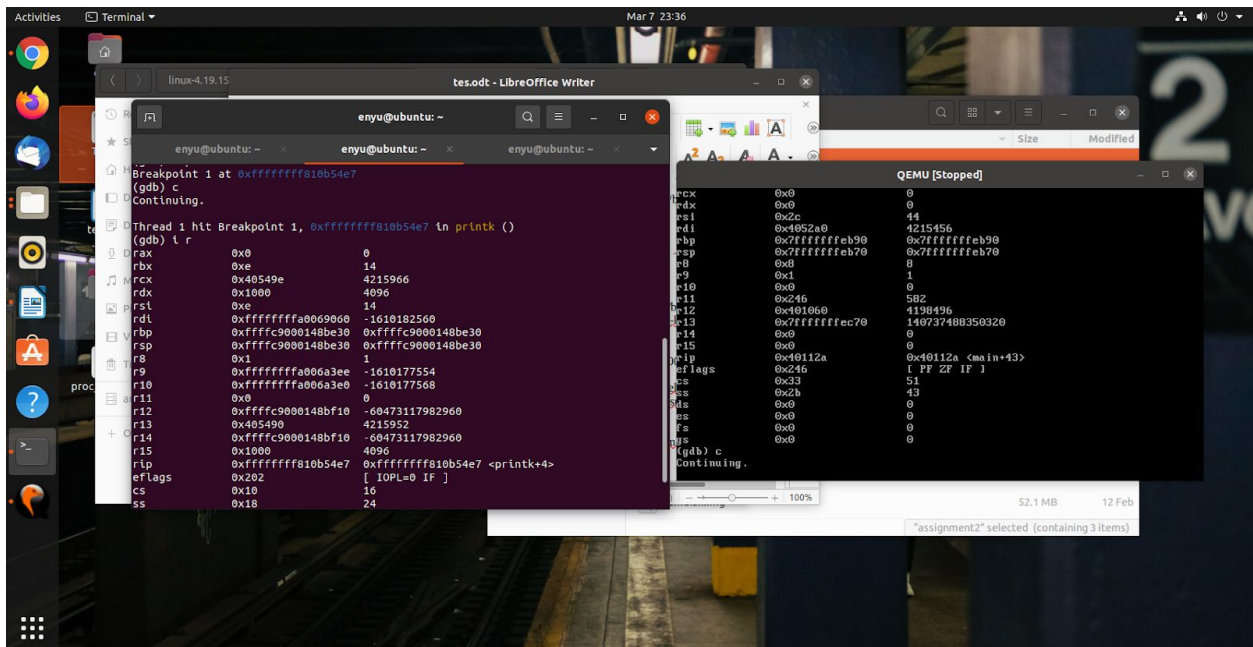 Activities Terminal Mar 7 23:36
linux-4.19.15
tes.odt - LibreOffice Writer
enyu@ubuntu: ~
enyu@ubuntu: ~ enyu@ubuntu: ~ enyu@ubuntu: ~
Breakpoint 1 at 0xffffffff810b54e7
(gdb) c
Continuing.
Thread 1 hit Breakpoint 1, 0xffffffff810b54e7 in printk ()
(gdb) i r
rax 0x0 0
rbx 0xe 14
rcx 0x40549e 4215966
rdx 0x1000 4096
rsi 0xe 14
rdi 0xffffffffa0069060 -1610182560
rbp 0xffffc9000148be30 0xffffc9000148be30
rsp 0xffffc9000148be30 0xffffc9000148be30
r8 0x1 1
r9 0xffffffffa006a3ee -1610177554
r10 0xffffffffa006a3e0 -1610177568
r11 0x0 0
r12 0xffffc9000148bf10 -60473117982960
r13 0x405490 4215952
r14 0xffffc9000148bf10 -60473117982960
r15 0x1000 4096
rip 0xffffffff810b54e7 0xffffffff810b54e7 <printk+4>
eflags 0x202 [ IOPL=0 IF ]
cs 0x10 16
ss 0x18 24
Size Modified
QEMU [Stopped]
rcx 0x0 0
rdx 0x0 0
rsi 0x2c 44
rdi 0x4052a0 4215456
rbp 0x7fffffffeb90 0x7fffffffeb90
rsp 0x7fffffffeb70 0x7fffffffeb70
r8 0x8 8
r9 0x1 1
r10 0x0 0
r11 0x246 582
r12 0x401060 4198496
r13 0x7fffffffec70 140737488350320
r14 0x0 0
r15 0x0 0
rip 0x40112a 0x40112a <main+43>
eflags 0x246 [ PF ZF IF ]
cs 0x33 51
ss 0x2b 43
ds 0x0 0
es 0x0 0
fs 0x0 0
gs 0x0 0
(gdb) c
Continuing.
100%
52.1 MB 12 Feb
"assignment2" selected (containing 3 items)
proc
2